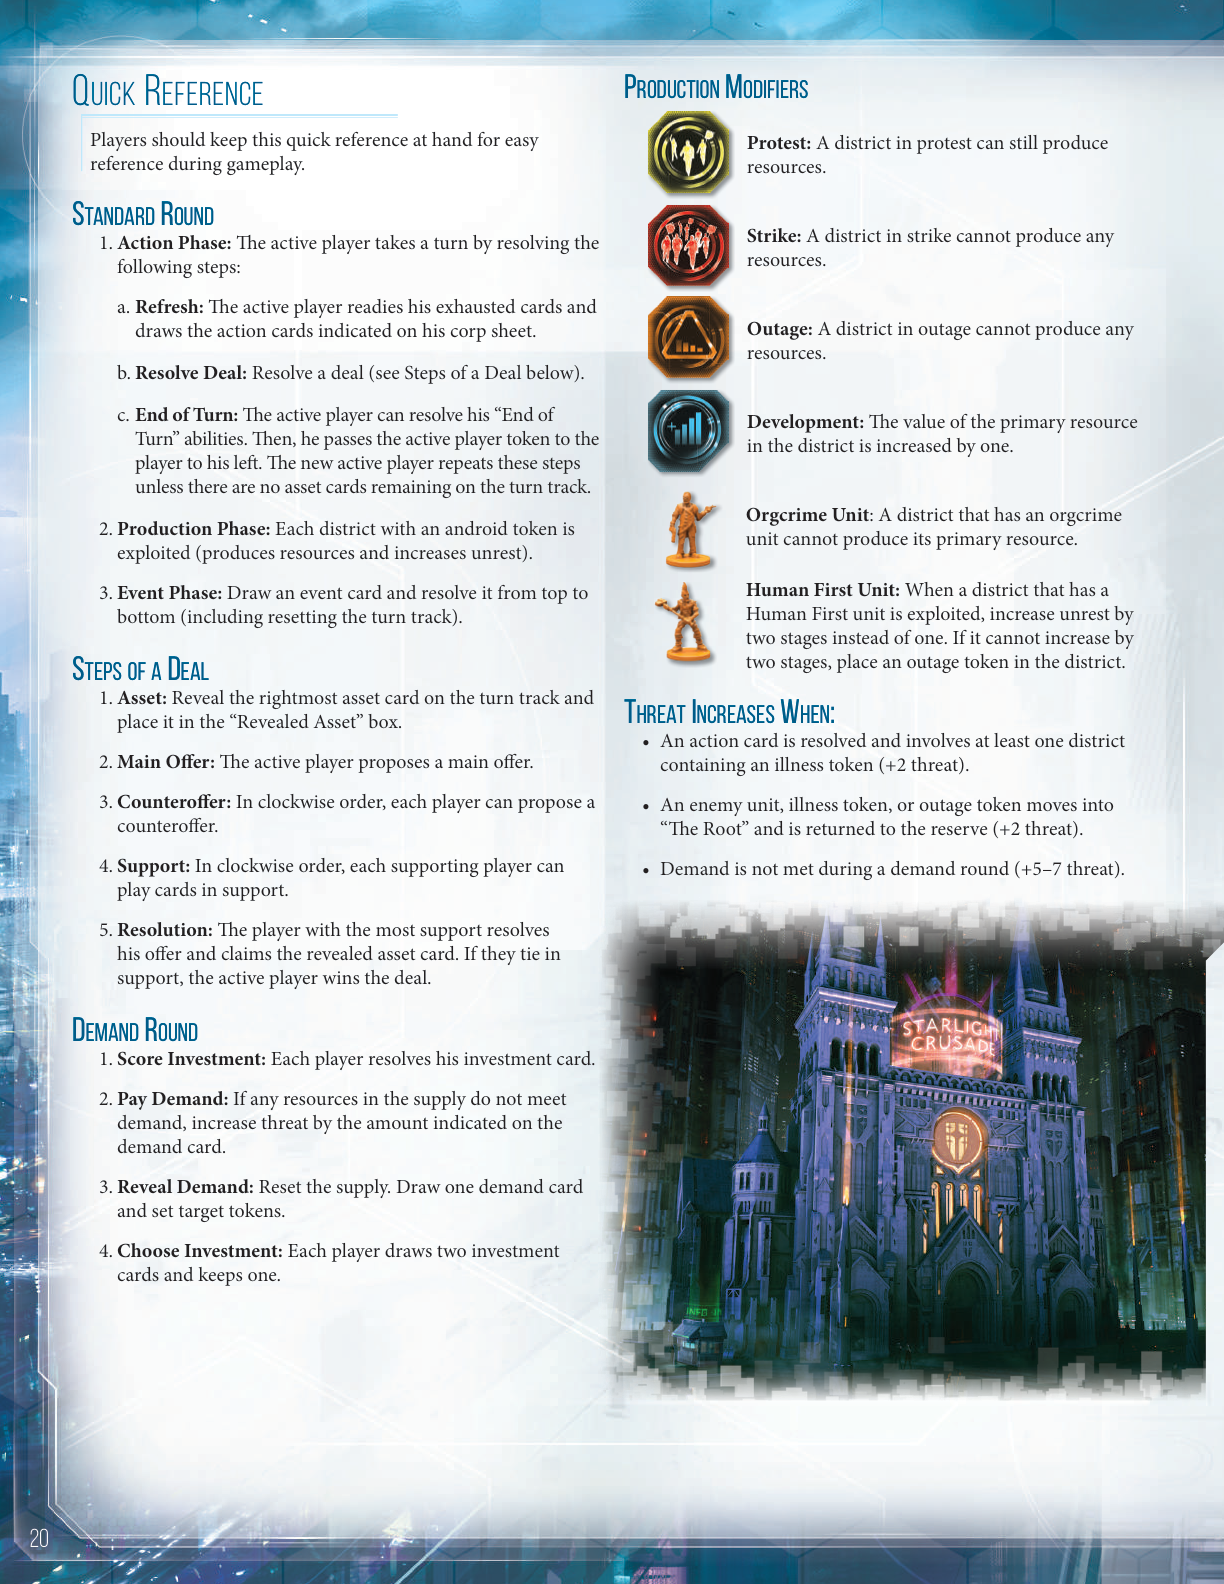 Quick Reference
Players should keep this quick reference at hand for easy
reference during gameplay.
Standard Round
1. Action Phase: The active player takes a turn by resolving the
following steps:
a. Refresh: The active player readies his exhausted cards and
draws the action cards indicated on his corp sheet.
b. Resolve Deal: Resolve a deal (see Steps of a Deal below).
c. End of Turn: The active player can resolve his “End of
Turn” abilities. Then, he passes the active player token to the
player to his left. The new active player repeats these steps
unless there are no asset cards remaining on the turn track.
2. Production Phase: Each district with an android token is
exploited (produces resources and increases unrest).
3. Event Phase: Draw an event card and resolve it from top to
bottom (including resetting the turn track).
Steps of a Deal
1. Asset: Reveal the rightmost asset card on the turn track and
place it in the “Revealed Asset” box.
2. Main Offer: The active player proposes a main offer.
3. Counteroffer: In clockwise order, each player can propose a
counteroffer.
4. Support: In clockwise order, each supporting player can
play cards in support.
5. Resolution: The player with the most support resolves
his offer and claims the revealed asset card. If they tie in
support, the active player wins the deal.
Demand Round
1. Score Investment: Each player resolves his investment card.
2. Pay Demand: If any resources in the supply do not meet
demand, increase threat by the amount indicated on the
demand card.
3. Reveal Demand: Reset the supply. Draw one demand card
and set target tokens.
4. Choose Investment: Each player draws two investment
cards and keeps one.
Production Modifiers
Protest: A district in protest can still produce
resources.
Strike: A district in strike cannot produce any
resources.
Outage: A district in outage cannot produce any
resources.
Development: The value of the primary resource
in the district is increased by one.
Orgcrime Unit: A district that has an orgcrime
unit cannot produce its primary resource.
Human First Unit: When a district that has a
Human First unit is exploited, increase unrest by
two stages instead of one. If it cannot increase by
two stages, place an outage token in the district.
Threat Increases When:
• An action card is resolved and involves at least one district
containing an illness token (+2 threat).
• An enemy unit, illness token, or outage token moves into
“The Root” and is returned to the reserve (+2 threat).
• Demand is not met during a demand round (+5–7 threat).
STARLIGHT
CRUSADE
INFO
20